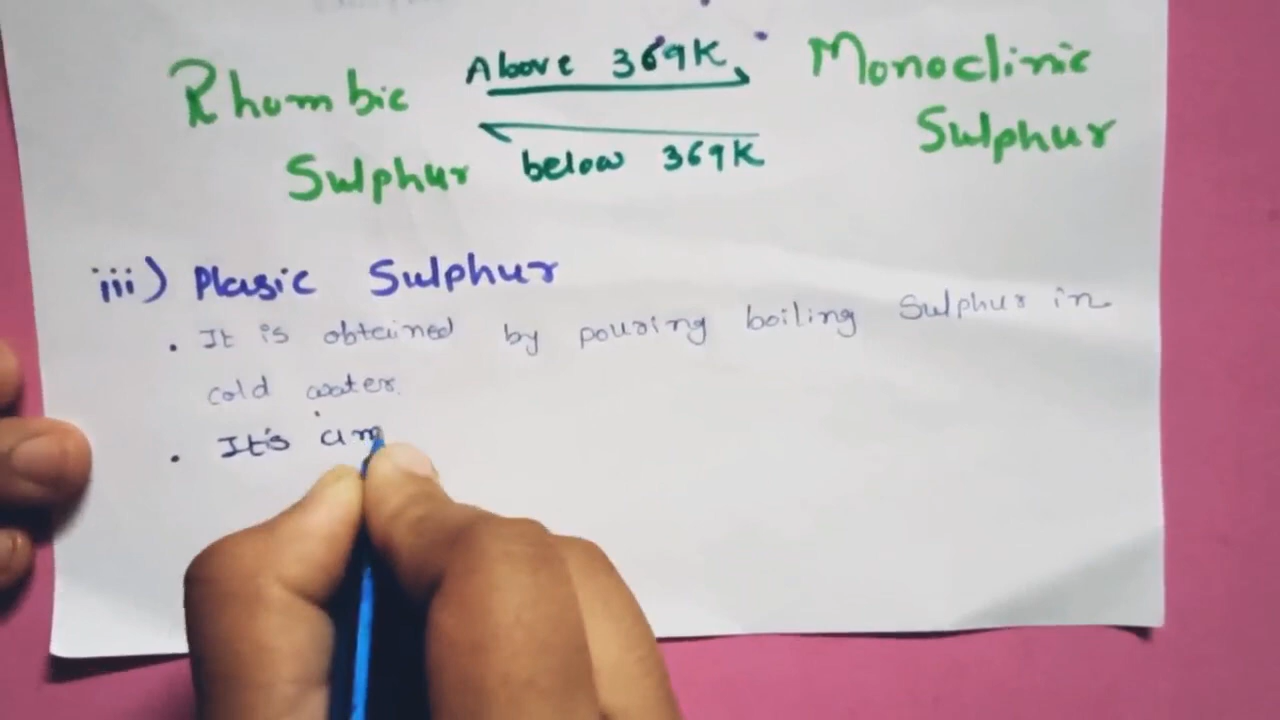 Rhombic Above 369K Monoclinic
Sulphur below 369K Sulphur
iii) Plasic Sulphur
. It is obtained by pouring boiling Sulphur in
cold water.
. It's am